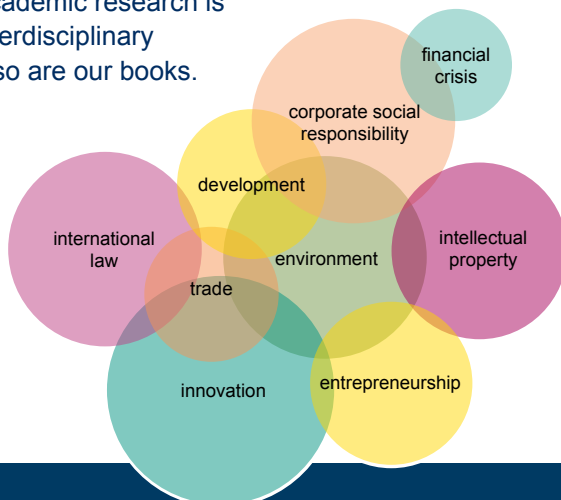 academic research is
erdisciplinary
so are our books.
financial
crisis
corporate social
responsibility
development
international
law
environment
intellectual
property
trade
innovation
entrepreneurship